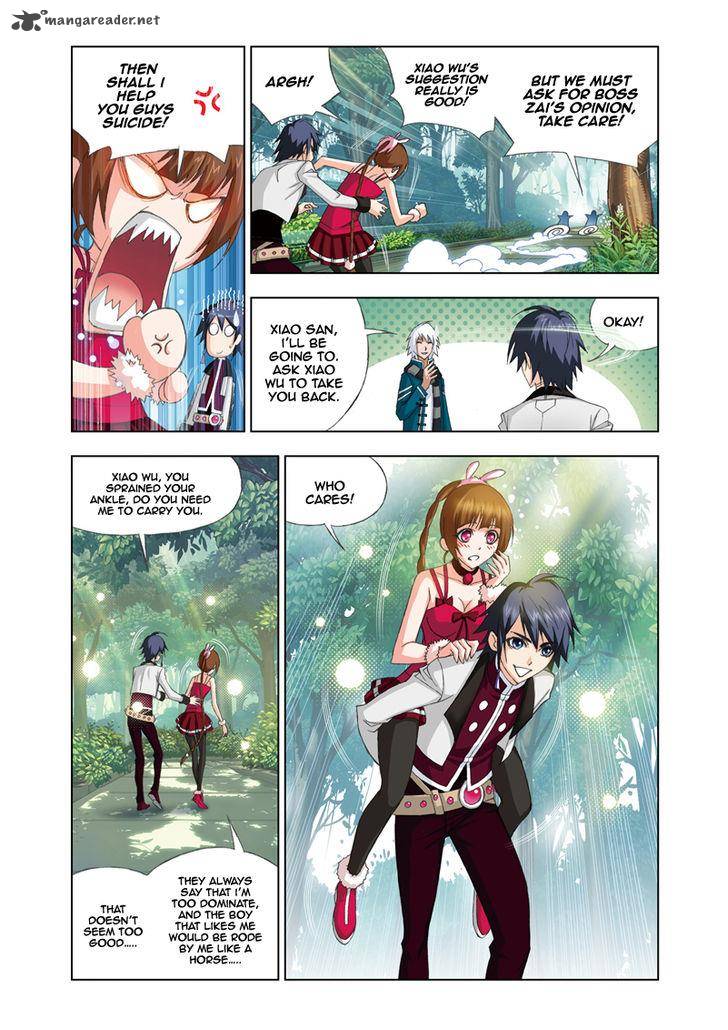 mangareader.net
THEN
SHALL I
HELP
YOU GUYS
SUICIDE!
ARGH!
XIAO WU'S
SUGGESTION
REALLY IS
GOOD!
BUT WE MUST
ASK FOR BOSS
ZAI'S OPINION,
TAKE CARE!
XIAO SAN,
I'LL BE
GOING TO.
ASK XIAO
WU TO TAKE
YOU BACK.
OKAY!
XIAO WU, YOU
SPRAINED YOUR
ANKLE, DO YOU NEED
ME TO CARRY YOU.
THAT
DOESN'T
SEEM TOO
GOOD.....
THEY ALWAYS
SAY THAT I'M
TOO DOMINATE,
AND THE BOY
THAT LIKES ME
WOULD BE RODE
BY ME LIKE A
HORSE.....
WHO
CARES!